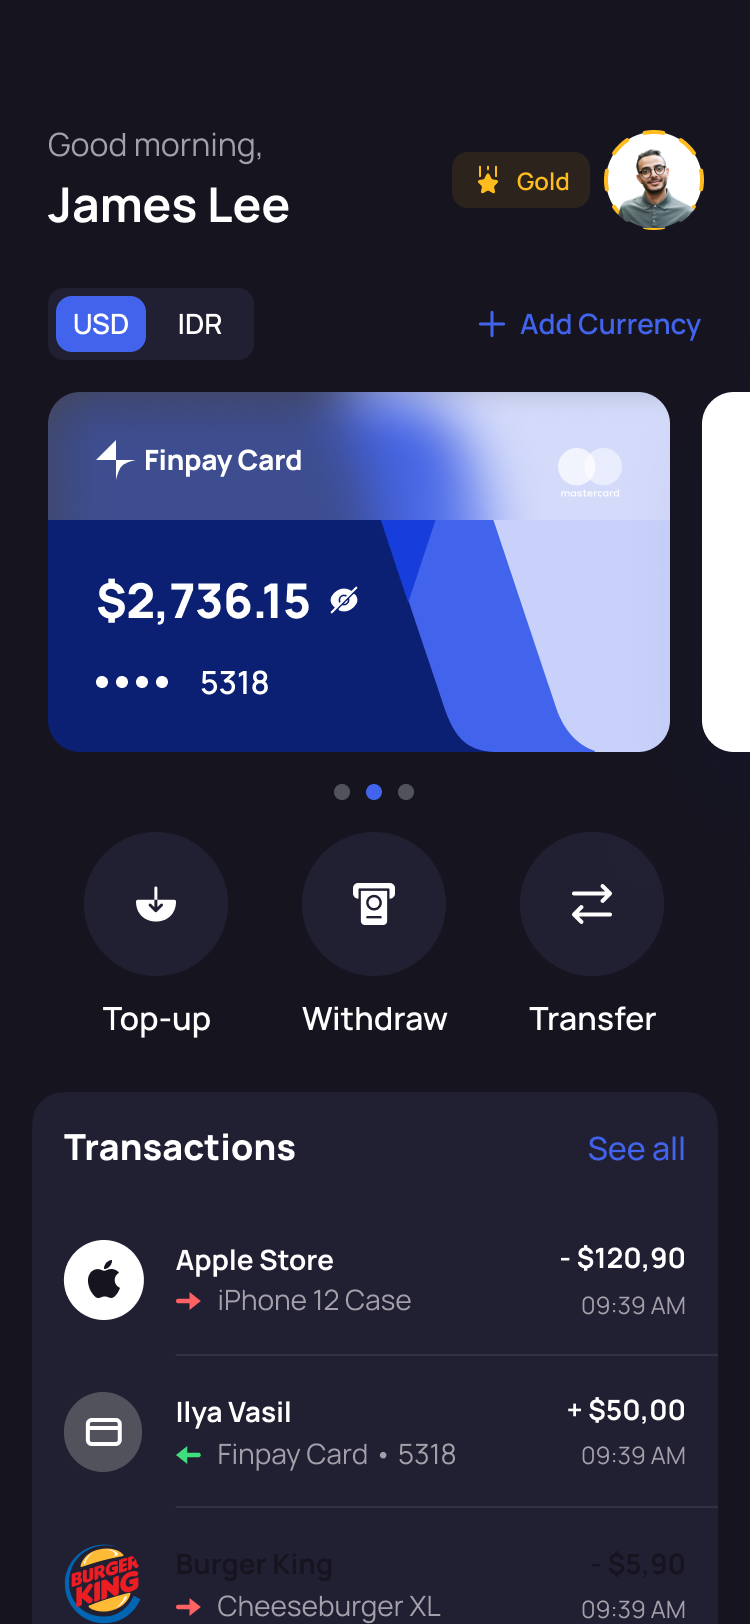 Good morning,
James Lee
Gold
USD IDR
Add Currency
Finpay Card
mastercard
$2,736.15
•••• 5318
Top-up Withdraw Transfer
Transactions See all
Apple Store - $120,90
iPhone 12 Case 09:39 AM
Ilya Vasil + $50,00
Finpay Card • 5318 09:39 AM
BURGER
KING
Burger King - $5,90
Cheeseburger XL 09:39 AM